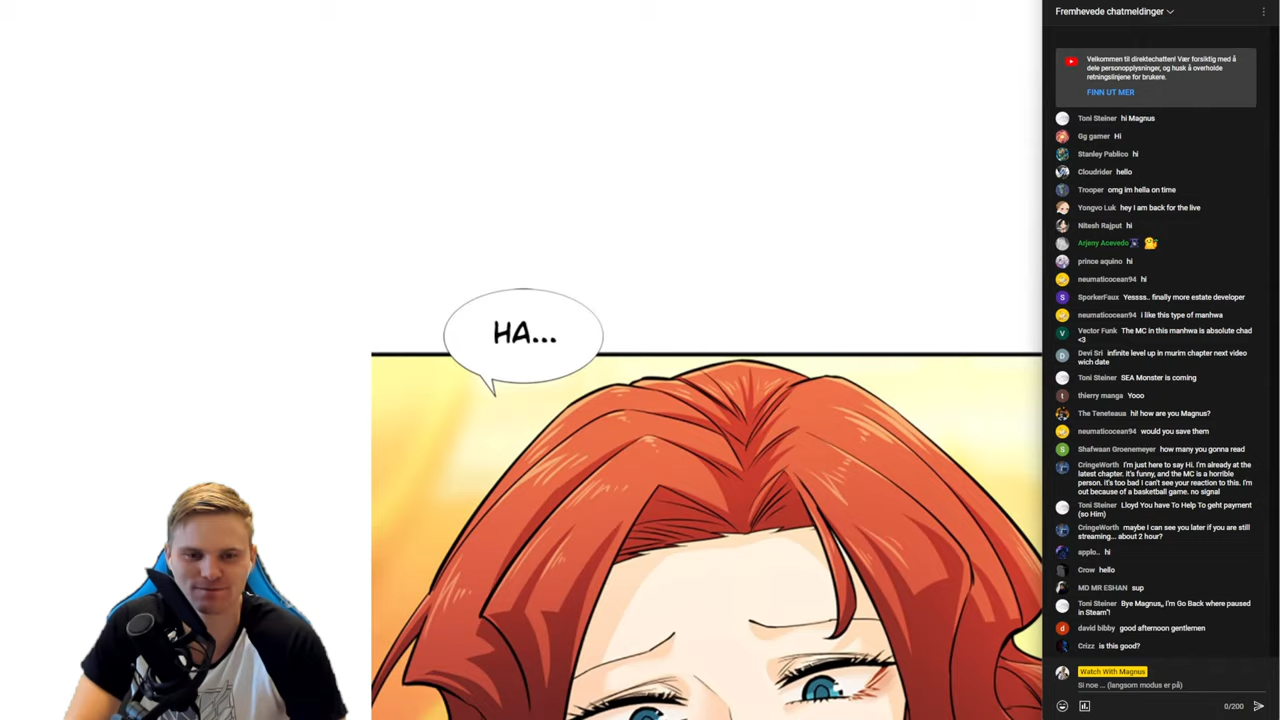 HA...
Fremhevede chatmeldinger
Velkommen til direktechatten! Vær forsiktig med å
dele personopplysninger, og husk å overholde
retningslinjene for brukere.
FINN UT MER
Toni Steiner hi Magnus
Gg gamer Hi
Stanley Pablico hi
Cloudrider hello
Trooper omg Im hella on time
Yongvo Luk hey I am back for the live
Nitesh Rajput hi
Arjeny Acevedo
prince aquino hi
neumaticocean94 hi
SporkerFaux Yessss.. finally more estate developer
neumaticocean94 i like this type of manhwa
Vector Funk The MC in this manhwa is absolute chad
<3
Devi Sri infinite level up in murim chapter next video
wich date
Toni Steiner SEA Monster is coming
thierry manga Yooo
The Teneteaua hi! how are you Magnus?
neumaticocean94 would you save them
Shafwaan Groenemeyer how many you gonna read
CringeWorth I'm just here to say Hi. I'm already at the
latest chapter. it's funny, and the MC is a horrible
person. it's too bad I can't see your reaction to this. I'm
out because of a basketball game. no signal
Toni Steiner Lloyd You have To Help To geht payment
(so Him)
CringeWorth maybe I can see you later if you are still
streaming... about 2 hour?
applo.. hi
Crow hello
MD MR ESHAN sup
Toni Steiner Bye Magnus,, I'm Go Back where paused
in Steam"!
david bibby good afternoon gentlemen
Crizz is this good?
Watch With Magnus
Si noe ... (langsom modus er på)
0/200